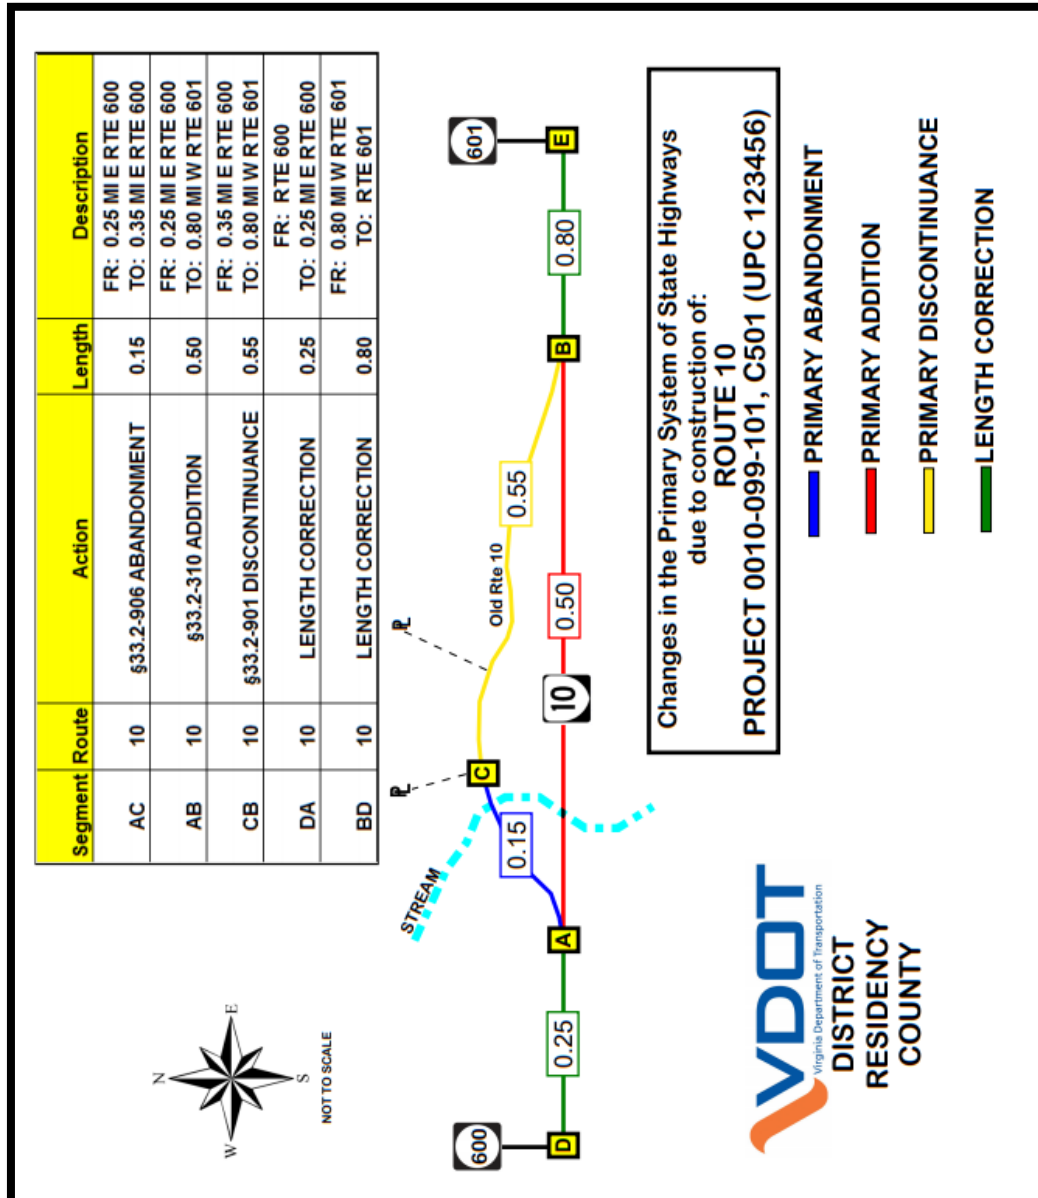 Segment Route Action Length Description
AC 10 §33.2-906 ABANDONMENT 0.15 FR: 0.25 MI E RTE 600
TO: 0.35 MI E RTE 600
AB 10 §33.2-310 ADDITION 0.50 FR: 0.25 MI E RTE 600
TO: 0.80 MI W RTE 601
CB 10 §33.2-901 DISCONTINUANCE 0.55 FR: 0.35 MI E RTE 600
TO: 0.80 MI W RTE 601
DA 10 LENGTH CORRECTION 0.25 FR: RTE 600
TO: 0.25 MI E RTE 600
BD 10 LENGTH CORRECTION 0.80 FR: 0.80 MI W RTE 601
TO: RTE 601
N
W
E
S
NOT TO SCALE
STREAM
PL
PL
600
601
C
Old Rte 10
0.15
0.55
D
0.25
A
10
0.50
B
0.80
E
Changes in the Primary System of State Highways
due to construction of:
ROUTE 10
PROJECT 0010-099-101, C501 (UPC 123456)
VDOT
Virginia Department of Transportation
DISTRICT
RESIDENCY
COUNTY
PRIMARY ABANDONMENT
PRIMARY ADDITION
PRIMARY DISCONTINUANCE
LENGTH CORRECTION